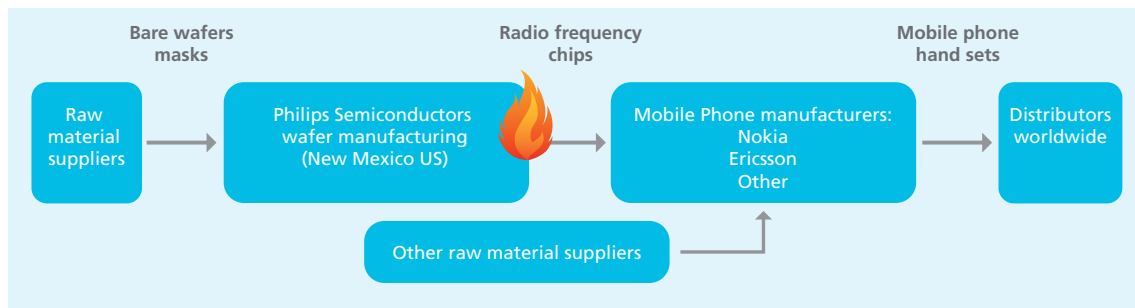 Bare wafers
masks
Radio frequency
chips
Mobile phone
hand sets
Raw
material
suppliers
Philips Semiconductors
wafer manufacturing
(New Mexico US)
Mobile Phone manufacturers:
Nokia
Ericsson
Other
Distributors
worldwide
Other raw material suppliers